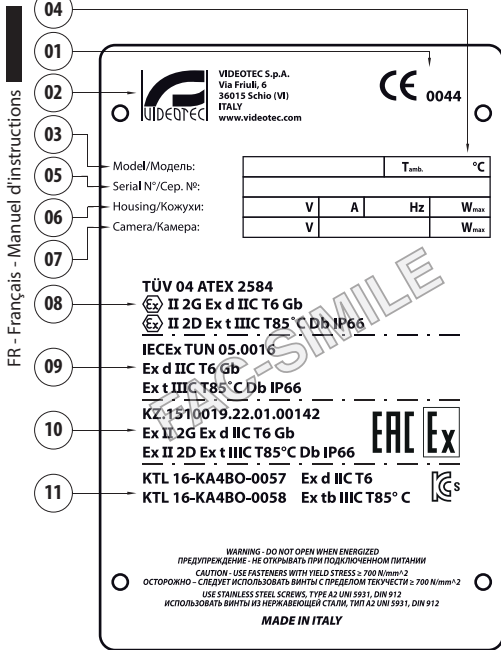 FR - Français - Manuel d'instructions
04
01
02
03
05
06
07
08
09
10
11
VIDEOTEC
VIDEOTEC S.p.A.
Via Friuli, 6
36015 Schio (VI)
ITALY
www.videotec.com
CE 0044
Model/Модель: Tamb. °C
Serial N°/Сер. №:
Housing/Кожухи: V A Hz Wmax
Camera/Камера: V Wmax
TÜV 04 ATEX 2584
Ex II 2G Ex d IIC T6 Gb
Ex II 2D Ex t IIIC T85°C Db IP66
IECEx TUN 05.0016
Ex d IIC T6 Gb
Ex t IIIC T85°C Db IP66
KZ.1510019.22.01.00142
Ex II 2G Ex d IIC T6 Gb
Ex II 2D Ex t IIIC T85°C Db IP66
EAC Ex
KTL 16-KA4BO-0057 Ex d IIC T6
KTL 16-KA4BO-0058 Ex tb IIIC T85° C
KCs
FAC-SIMILE
WARNING - DO NOT OPEN WHEN ENERGIZED
ПРЕДУПРЕЖДЕНИЕ - НЕ ОТКРЫВАТЬ ПРИ ПОДКЛЮЧЕННОМ ПИТАНИИ
CAUTION - USE FASTENERS WITH YIELD STRESS ≥ 700 N/mm^2
ОСТОРОЖНО – СЛЕДУЕТ ИСПОЛЬЗОВАТЬ ВИНТЫ С ПРЕДЕЛОМ ТЕКУЧЕСТИ ≥ 700 N/mm^2
USE STAINLESS STEEL SCREWS, TYPE A2 UNI 5931, DIN 912
ИСПОЛЬЗОВАТЬ ВИНТЫ ИЗ НЕРЖАВЕЮЩЕЙ СТАЛИ, ТИП A2 UNI 5931, DIN 912
MADE IN ITALY